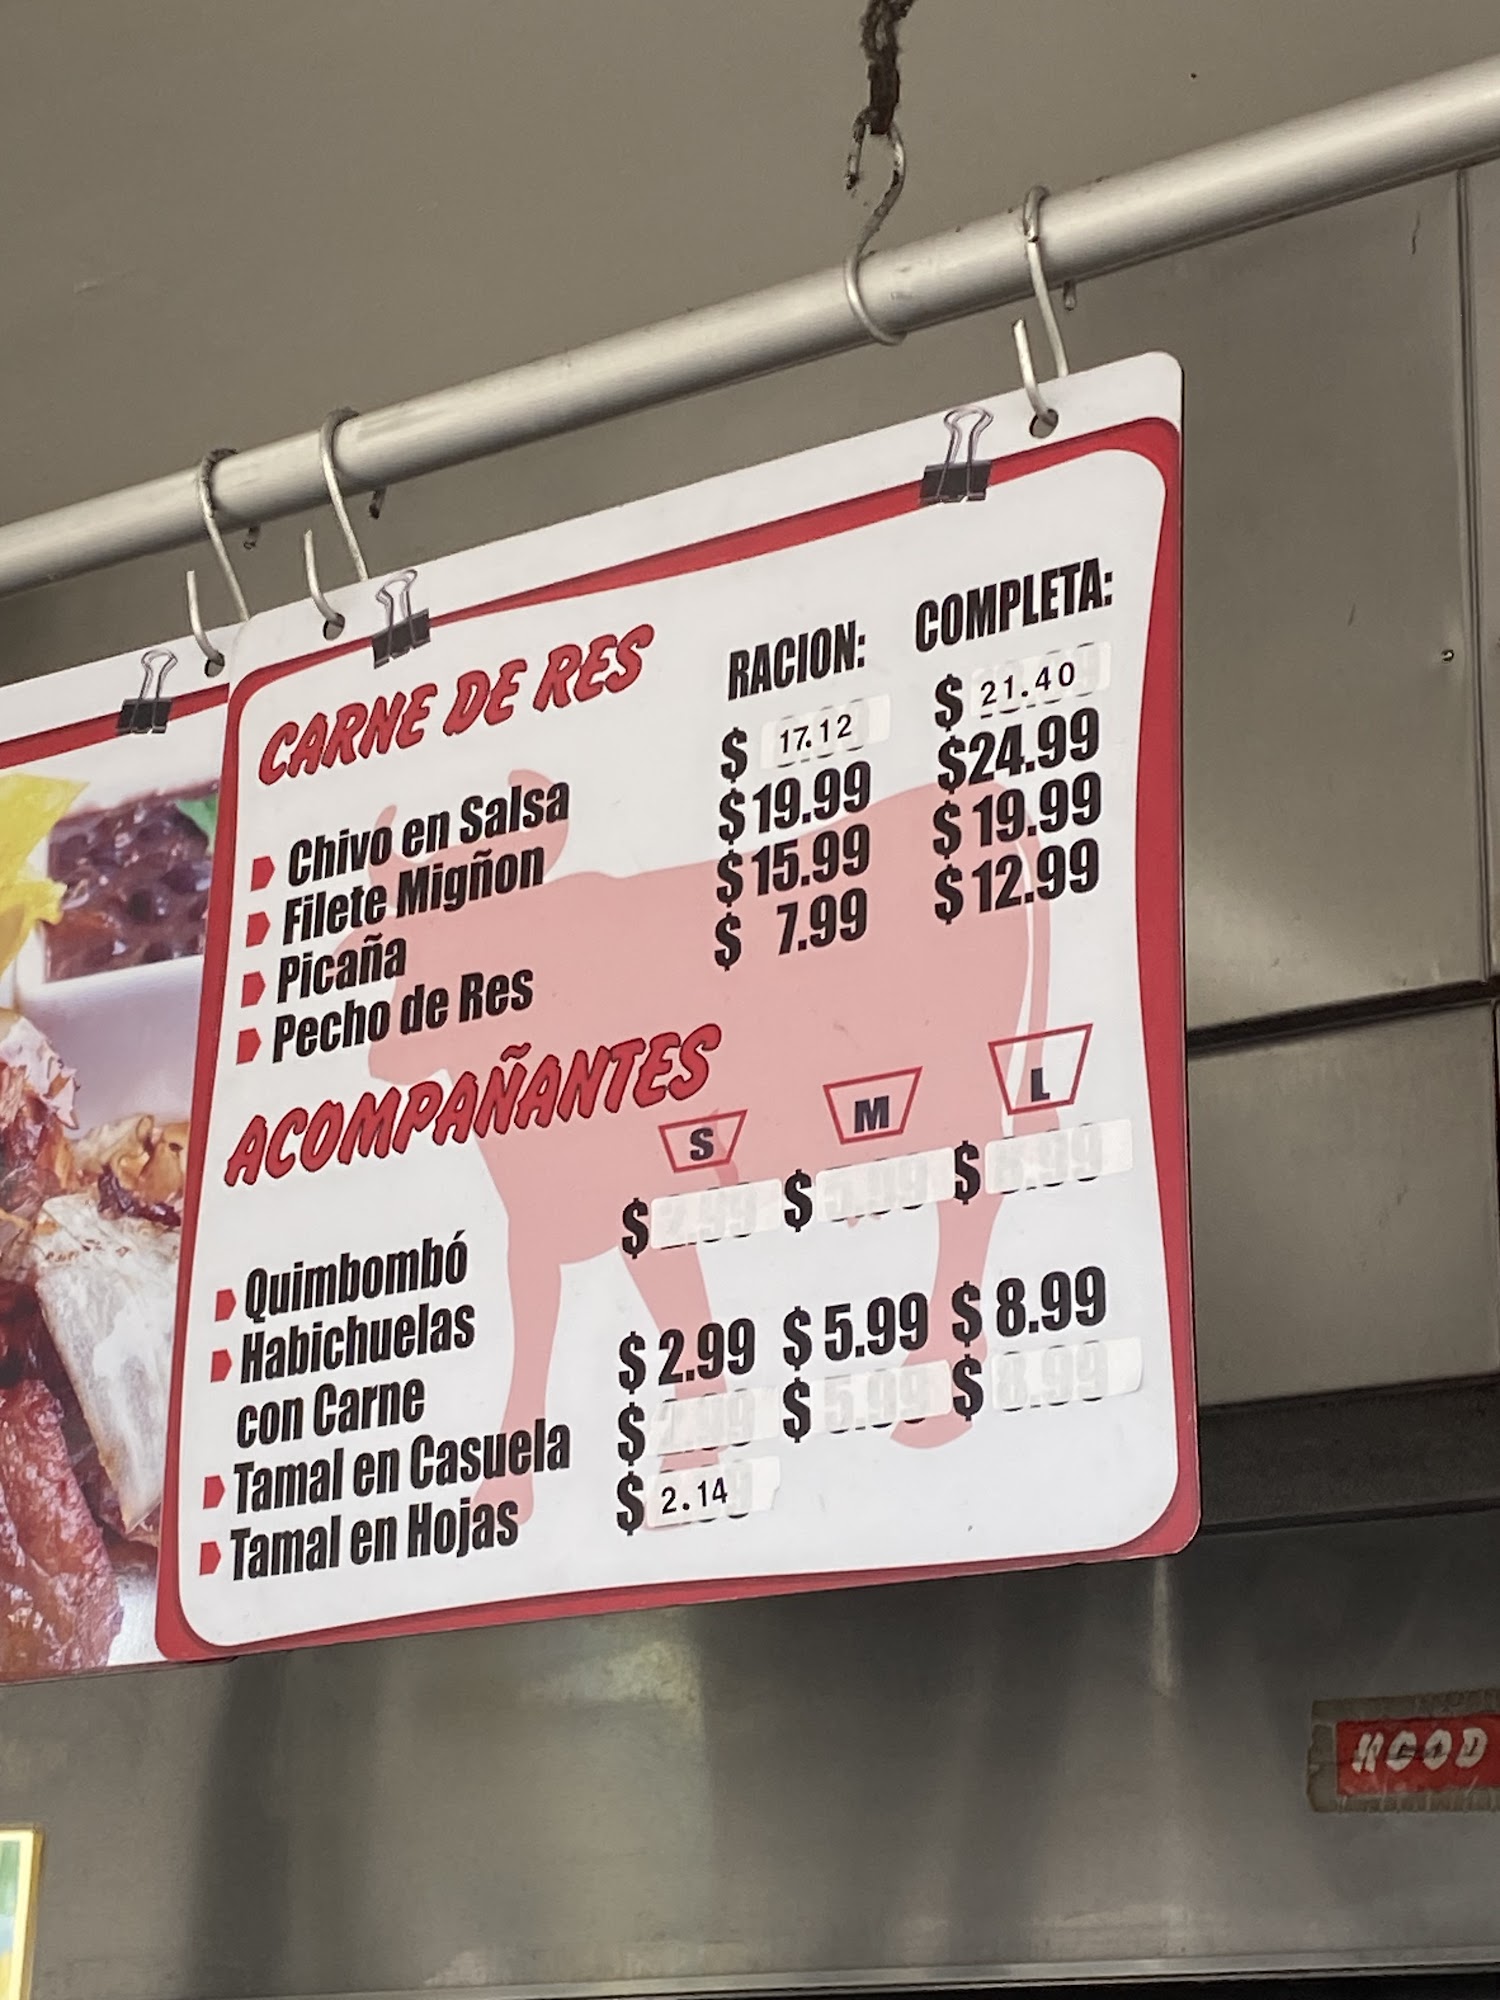 CARNE DE RES RACION: COMPLETA:
Chivo en Salsa $ 17.12 $ 21.40
Filete Migñon $19.99 $24.99
Picaña $15.99 $19.99
Pecho de Res $ 7.99 $12.99
ACOMPAÑANTES S M L
Quimbombó $ $ $
Habichuelas
con Carne $2.99 $5.99 $8.99
Tamal en Casuela $ $ $
Tamal en Hojas $ 2.14
HOOD